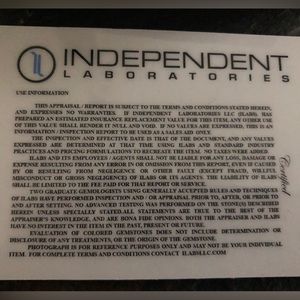 INDEPENDENT
LABORATORIES
USE INFORMATION
THIS APPRAISAL / REPORT IS SUBJECT TO THE TERMS AND CONDITIONS STATED HEREIN,
AND EXPRESSES NO WARRANTIES. IF INDEPENDENT LABORATORIES LLC (ILABS), HAS
PREPARED AN ESTIMATED INSURANCE REPLACEMENT VALUE FOR THIS ITEM, ANY OTHER USE
OF THIS VALUE SHALL RENDER IT NULL AND VOID. IF NO VALUES ARE EXPRESSED, THIS IS AN
INFORMATION / INSPECTION REPORT TO BE USED AS A SALES AID ONLY.
THE INSPECTION AND EFFECTIVE DATE IS THAT OF THE DOCUMENT, AND ANY VALUES
EXPRESSED ARE DETERMINED AT THAT TIME USING ILABS AND STANDARD INDUSTRY
PRACTICES AND PRICING FORMULATIONS TO RECREATE THE ITEM. NO TAXES WERE ADDED.
ILABS AND ITS EMPLOYEES / AGENTS SHALL NOT BE LIABLE FOR ANY LOSS, DAMAGE OR
EXPENSE RESULTING FROM ANY ERROR IN OR OMISSION FROM THIS REPORT, EVEN IF CAUSED
BY OR RESULTING FROM NEGLIGENCE OR OTHER FAULT (EXCEPT FRAUD, WILLFUL
MISCONDUCT OR GROSS NEGLIGENCE) OF ILABS OR ITS AGENTS. THE LIABILITY OF ILABS IS
SHALL BE LIMITED TO THE FEE PAID FOR THAT REPORT OR SERVICE.
TWO GRADUATE GEMOLOGISTS USING GENERALLY ACCEPTED RULES AND TECHNIQUES
OF ILABS HAVE PERFORMED INSPECTION AND / OR APPRAISAL PRIOR TO, AFTER, OR PRIOR TO
AND AFTER SETTING. NO ADVANCED TESTING WAS PERFORMED ON THE STONE(S) DESCRIBED
HEREIN UNLESS SPECIALLY STATED. ALL STATEMENTS ARE TRUE TO THE BEST OF THE
APPRAISER'S KNOWLEDGE, AND ARE BONA FIDE OPINIONS. BOTH THE APPRAISER AND ILABS
HAVE NO INTEREST IN THE ITEM IN THE PAST, PRESENT OR FUTURE.
EVALUATION OF COLORED GEMSTONES DOES NOT INCLUDE DETERMINATION OR
DISCLOSURE OF ANY TREATMENTS, OR THE ORIGIN OF THE GEMSTONE.
PHOTOGRAPH IS FOR REFERENCE PURPOSES ONLY AND MAY NOT BE YOUR INDIVIDUAL
ITEM. FOR COMPLETE TERMS AND CONDITIONS CONTACT ILABSLLC.COM
Certified